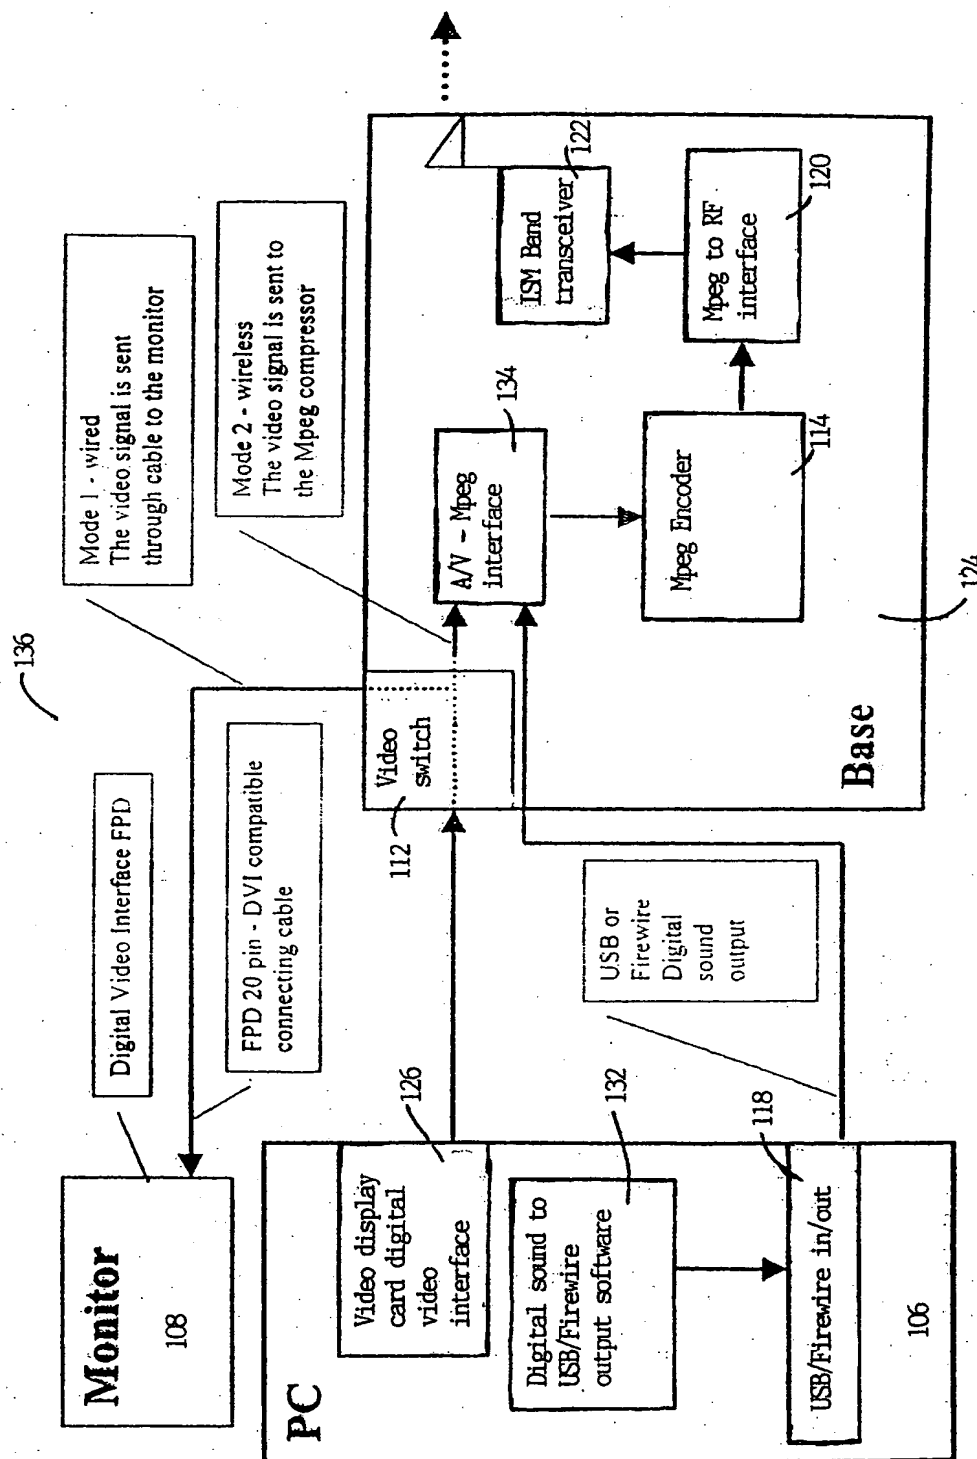 136
Monitor
108
Digital Video Interface FPD
FPD 20 pin - DVI compatible
connecting cable
Mode 1 - wired
The video signal is sent
through cable to the monitor
Mode 2 - wireless
The video signal is sent to
the Mpeg compressor
PC
Video display
card digital
video
interface
126
Digital sound to
USB/Firewire
output software
132
USB/Firewire in/out
118
106
USB or
Firewire
Digital
sound
output
Video
switch
112
A/V - Mpeg
interface
134
ISM Band
transceiver
122
Mpeg Encoder
114
Mpeg to RF
interface
120
Base
124